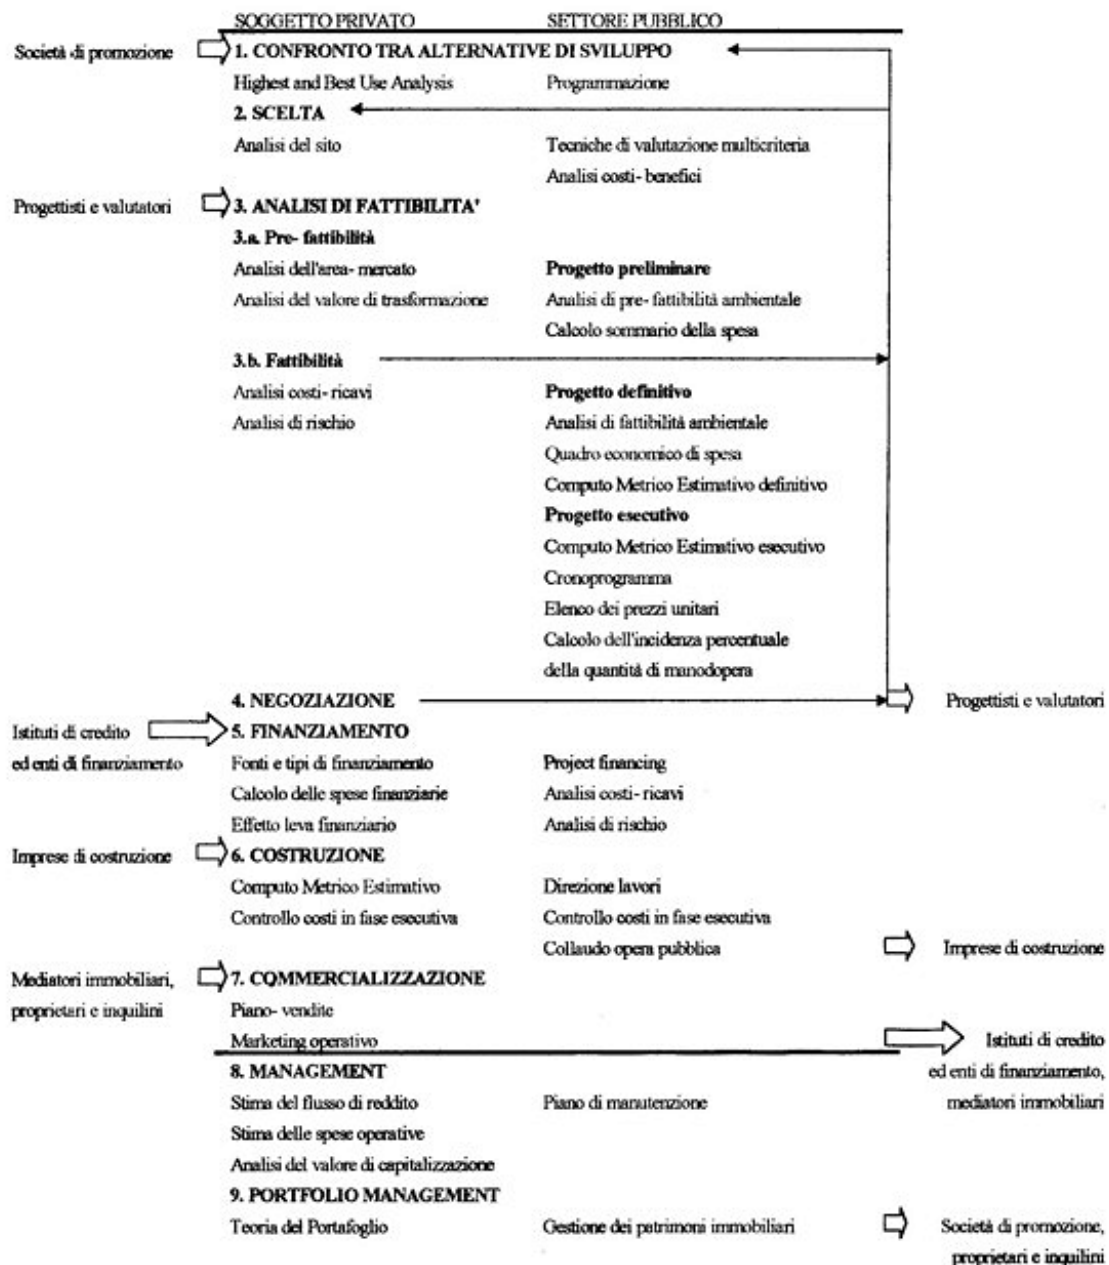 SOGGETTO PRIVATO SETTORE PUBBLICO
Società di promozione 1. CONFRONTO TRA ALTERNATIVE DI SVILUPPO
Highest and Best Use Analysis Programmazione
2. SCELTA
Analisi del sito Tecniche di valutazione multicriteria
Analisi costi- benefici
Progettisti e valutatori 3. ANALISI DI FATTIBILITA'
3.a. Pre- fattibilità
Analisi dell'area- mercato Progetto preliminare
Analisi del valore di trasformazione Analisi di pre- fattibilità ambientale
Calcolo sommario della spesa
3.b. Fattibilità
Analisi costi- ricavi Progetto definitivo
Analisi di rischio Analisi di fattibilità ambientale
Quadro economico di spesa
Computo Metrico Estimativo definitivo
Progetto esecutivo
Computo Metrico Estimativo esecutivo
Cronoprogramma
Elenco dei prezzi unitari
Calcolo dell'incidenza percentuale
della quantità di manodopera
4. NEGOZIAZIONE Progettisti e valutatori
Istituti di credito 5. FINANZIAMENTO
ed enti di finanziamento Fonti e tipi di finanziamento Project financing
Calcolo delle spese finanziarie Analisi costi- ricavi
Effetto leva finanziario Analisi di rischio
Imprese di costruzione 6. COSTRUZIONE
Computo Metrico Estimativo Direzione lavori
Controllo costi in fase esecutiva Controllo costi in fase esecutiva
Collaudo opera pubblica Imprese di costruzione
Mediatori immobiliari, 7. COMMERCIALIZZAZIONE
proprietari e inquilini Piano- vendite
Marketing operativo Istituti di credito
8. MANAGEMENT ed enti di finanziamento,
Stima del flusso di reddito Piano di manutenzione mediatori immobiliari
Stima delle spese operative
Analisi del valore di capitalizzazione
9. PORTFOLIO MANAGEMENT
Teoria del Portafoglio Gestione dei patrimoni immobiliari Società di promozione,
proprietari e inquilini